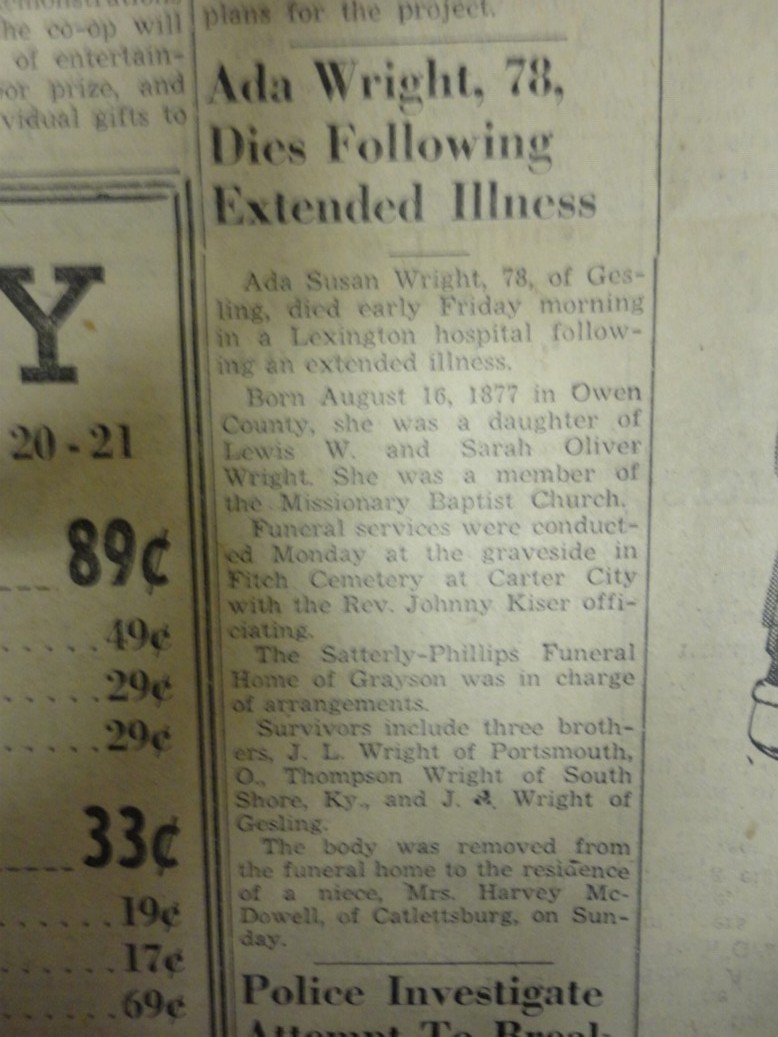 he co-op will
of entertain-
or prize, and
vidual gifts to
Y
20 - 21
89¢
49¢
29¢
29¢
33¢
19¢
17¢
69¢
plans for the project.
Ada Wright, 78,
Dies Following
Extended Illness
Ada Susan Wright, 78, of Ges-
ling, died early Friday morning
in a Lexington hospital follow-
ing an extended illness.
Born August 16, 1877 in Owen
County, she was a daughter of
Lewis W. and Sarah Oliver
Wright. She was a member of
the Missionary Baptist Church.
Funeral services were conduct-
ed Monday at the graveside in
Fitch Cemetery at Carter City
with the Rev. Johnny Kiser offi-
ciating.
The Satterly-Phillips Funeral
Home of Grayson was in charge
of arrangements.
Survivors include three broth-
ers, J. L. Wright of Portsmouth,
O., Thompson Wright of South
Shore, Ky., and J. Wright of
Gesling.
The body was removed from
the funeral home to the residence
of a niece, Mrs. Harvey Mc-
Dowell, of Catlettsburg, on Sun-
day.
Police Investigate
Attempt To Break